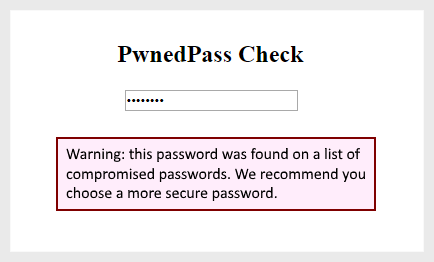 PwnedPass Check
••••••••
Warning: this password was found on a list of
compromised passwords. We recommend you
choose a more secure password.